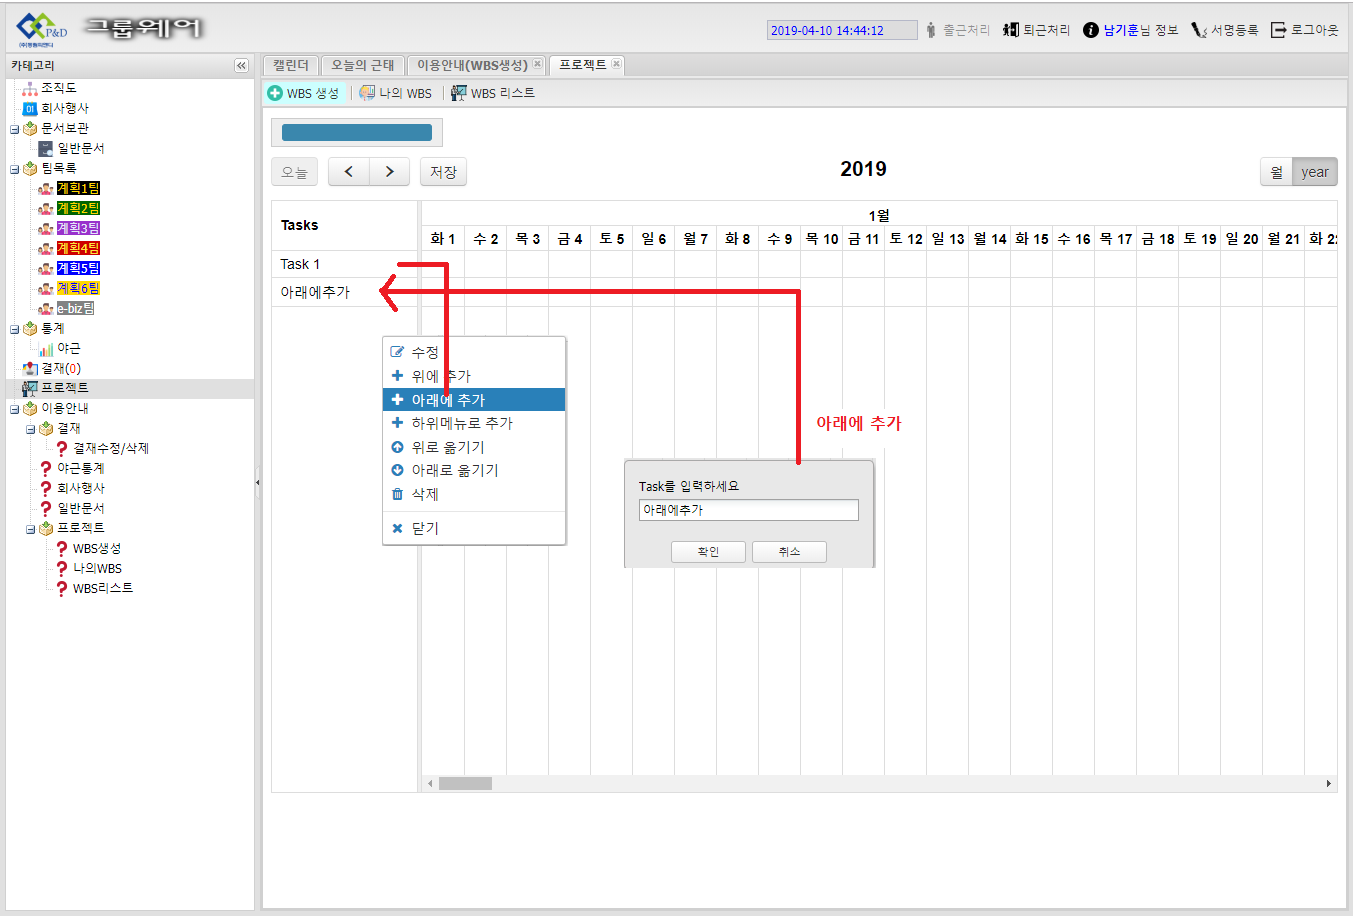 P&D
그룹웨어
2019-04-10 14:44:12
출근처리
퇴근처리
남기훈님 정보
서명등록
로그아웃
카테고리
조직도
01
회사행사
문서보관
일반문서
팀목록
계획1팀
계획2팀
계획3팀
계획4팀
계획5팀
계획6팀
e-biz팀
통계
야근
결재(0)
프로젝트
이용안내
결재
결재수정/삭제
야근통계
회사행사
일반문서
프로젝트
WBS생성
나의WBS
WBS리스트
캘린더
오늘의 근태
이용안내(WBS생성)
프로젝트
WBS 생성
나의 WBS
WBS 리스트
오늘
저장
2019
월
year
Tasks
1월
화 1 수 2 목 3 금 4 토 5 일 6 월 7 화 8 수 9 목 10 금 11 토 12 일 13 월 14 화 15 수 16 목 17 금 18 토 19 일 20 월 21 화 22
Task 1
아래에추가
수정
위에 추가
아래에 추가
하위메뉴로 추가
위로 옮기기
아래로 옮기기
삭제
닫기
아래에 추가
Task를 입력하세요
아래에추가
확인
취소